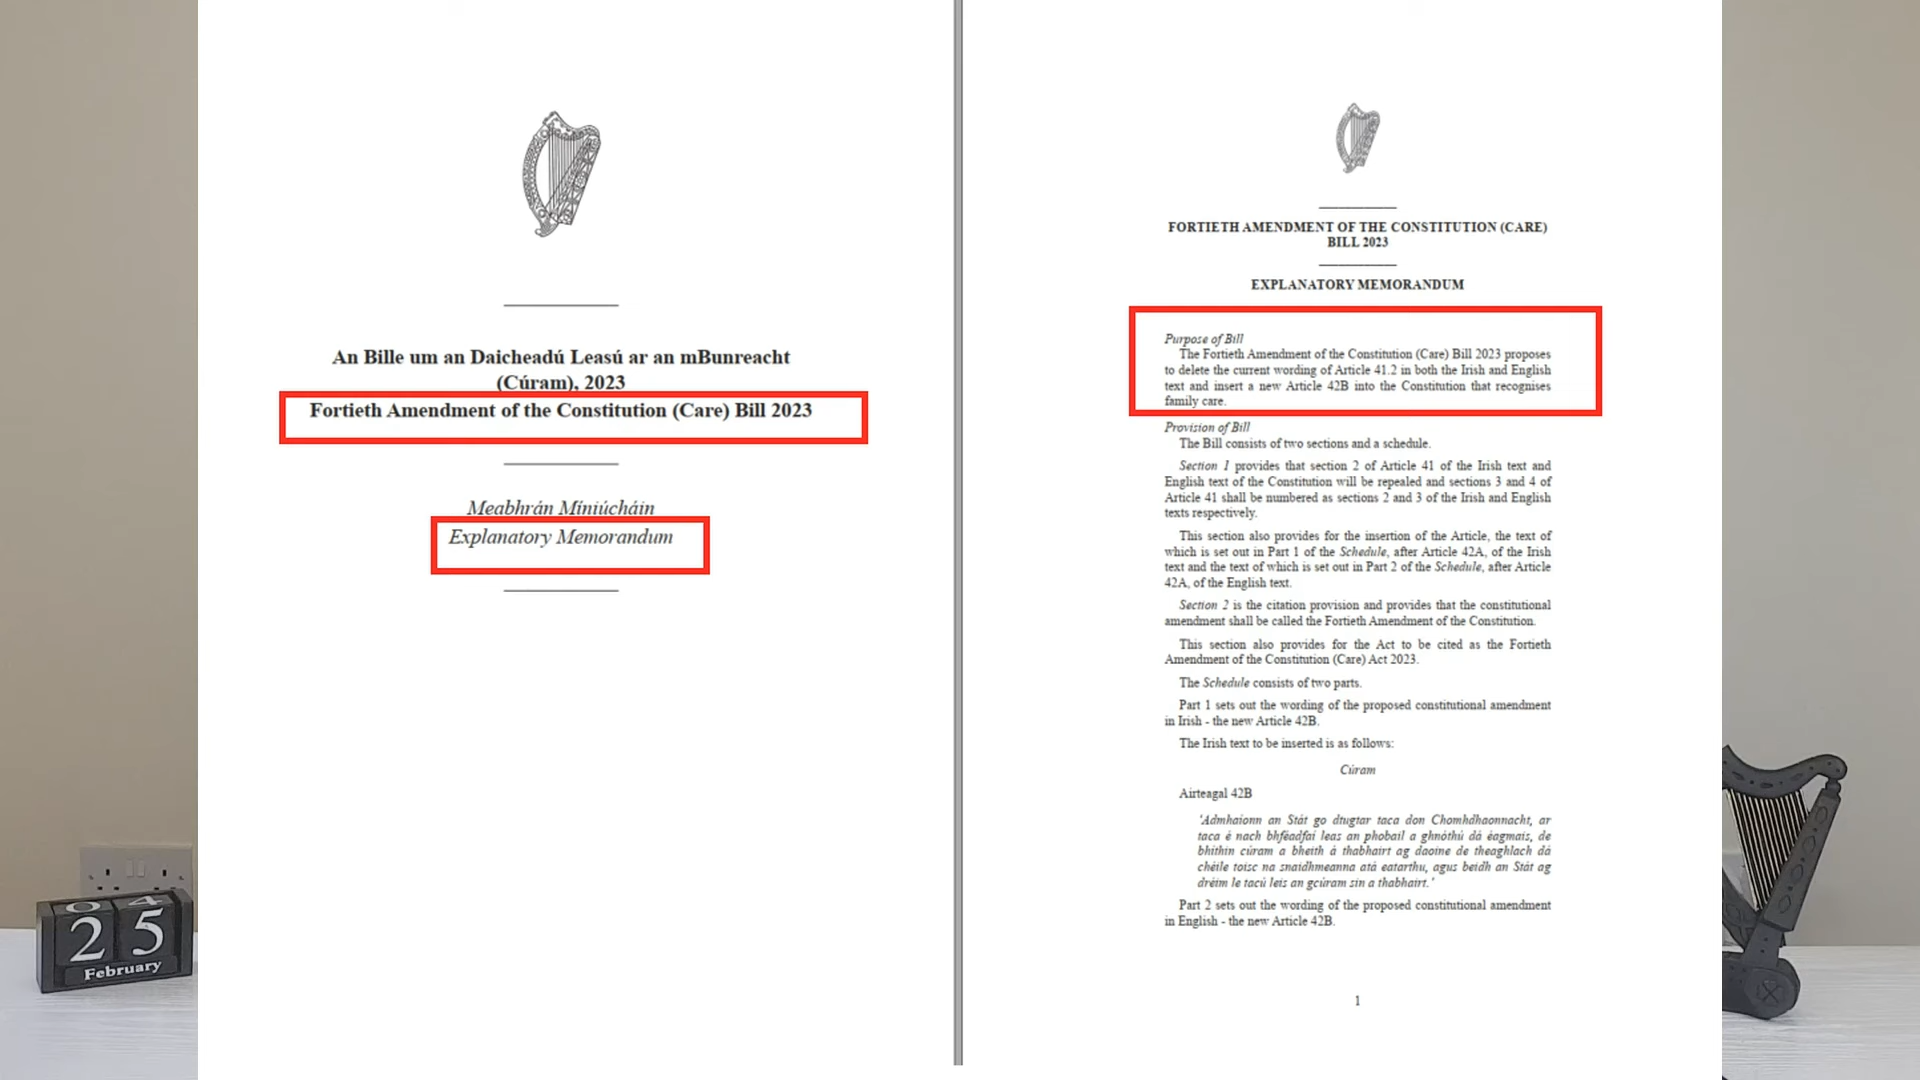 An Bille um an Daicheadú Leasú ar an mBunreacht
(Cúram), 2023
Fortieth Amendment of the Constitution (Care) Bill 2023
Meabhrán Míniúcháin
Explanatory Memorandum
FORTIETH AMENDMENT OF THE CONSTITUTION (CARE)
BILL 2023
EXPLANATORY MEMORANDUM
Purpose of Bill
The Fortieth Amendment of the Constitution (Care) Bill 2023 proposes
to delete the current wording of Article 41.2 in both the Irish and English
text and insert a new Article 42B into the Constitution that recognises
family care.
Provision of Bill
The Bill consists of two sections and a schedule.
Section 1 provides that section 2 of Article 41 of the Irish text and
English text of the Constitution will be repealed and sections 3 and 4 of
Article 41 shall be numbered as sections 2 and 3 of the Irish and English
texts respectively.
This section also provides for the insertion of the Article, the text of
which is set out in Part 1 of the Schedule, after Article 42A, of the Irish
text and the text of which is set out in Part 2 of the Schedule, after Article
42A, of the English text.
Section 2 is the citation provision and provides that the constitutional
amendment shall be called the Fortieth Amendment of the Constitution.
This section also provides for the Act to be cited as the Fortieth
Amendment of the Constitution (Care) Act 2023.
The Schedule consists of two parts.
Part 1 sets out the wording of the proposed constitutional amendment
in Irish - the new Article 42B.
The Irish text to be inserted is as follows:
Cúram
Airteagal 42B
‘Admhaíonn an Stát go dtugtar taca don Chomhdhaonnacht, ar
taca é nach bhféadfaí leas an phobail a ghnóthú dá éagmais, de
bhíthin cúram a bheith á thabhairt ag daoine de theaghlach dá
chéile toisc na snaidhmeanna atá eatarthu, agus beidh an Stát ag
dréim le tacú leis an gcúram sin a thabhairt.’
Part 2 sets out the wording of the proposed constitutional amendment
in English - the new Article 42B.
1
04
25
February